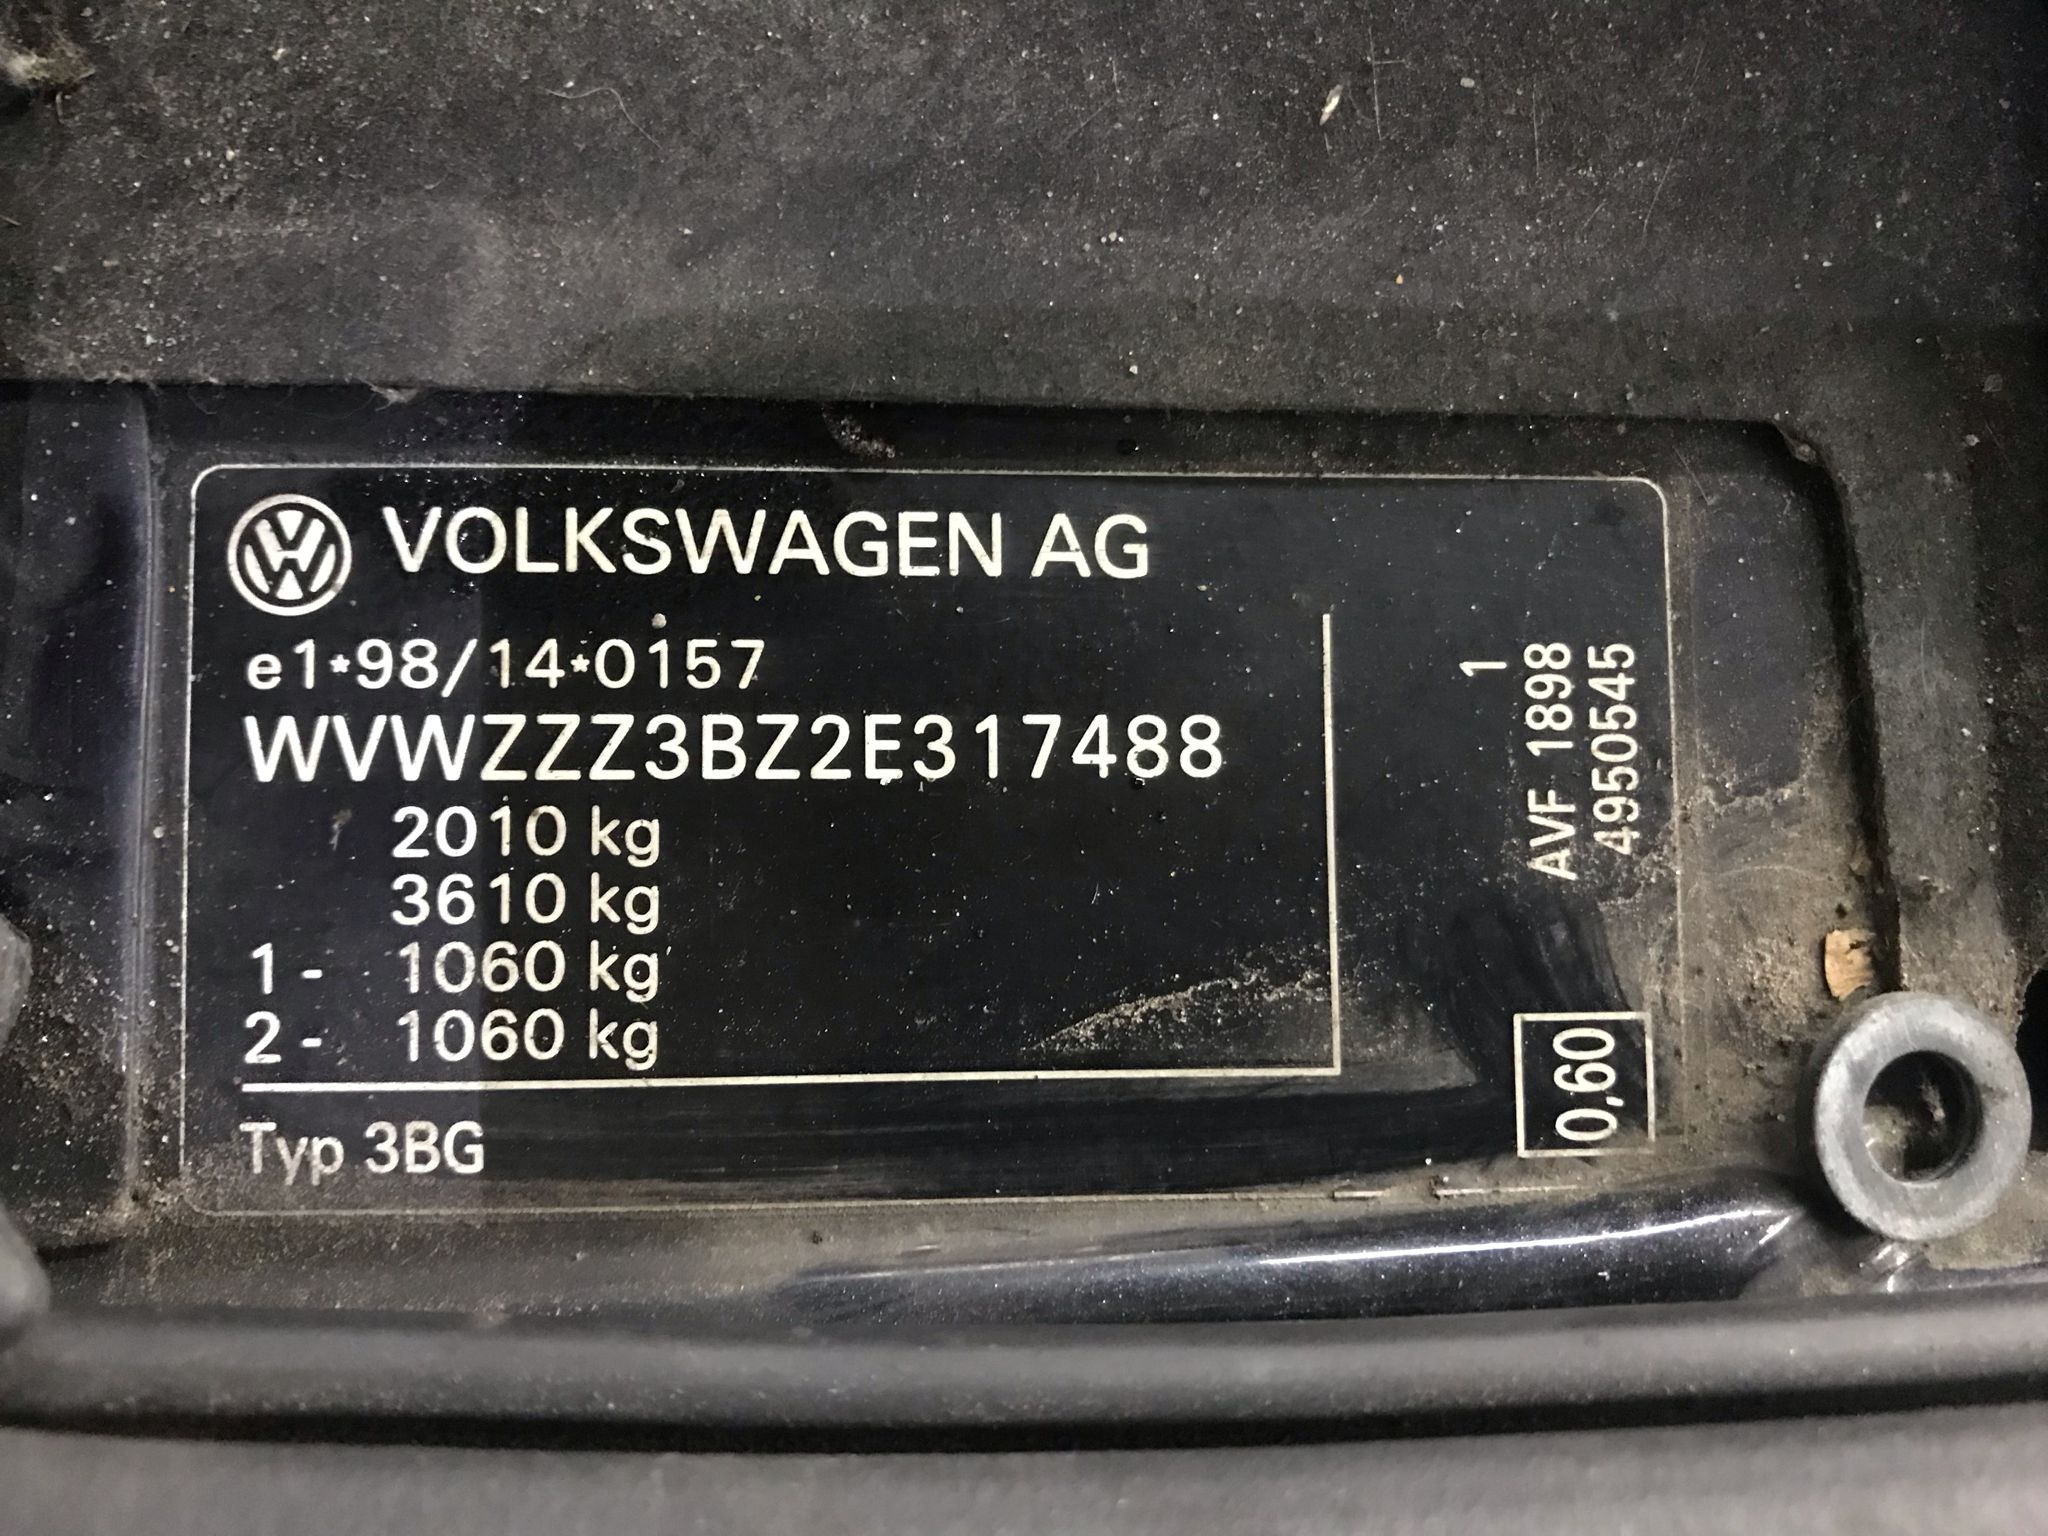 VOLKSWAGEN AG
e1*98/14*0157
WVWZZZ3BZ2E317488
2010 kg
3610 kg
1- 1060 kg
2- 1060 kg
Typ 3BG
1
AVF 1898
4950545
0,60